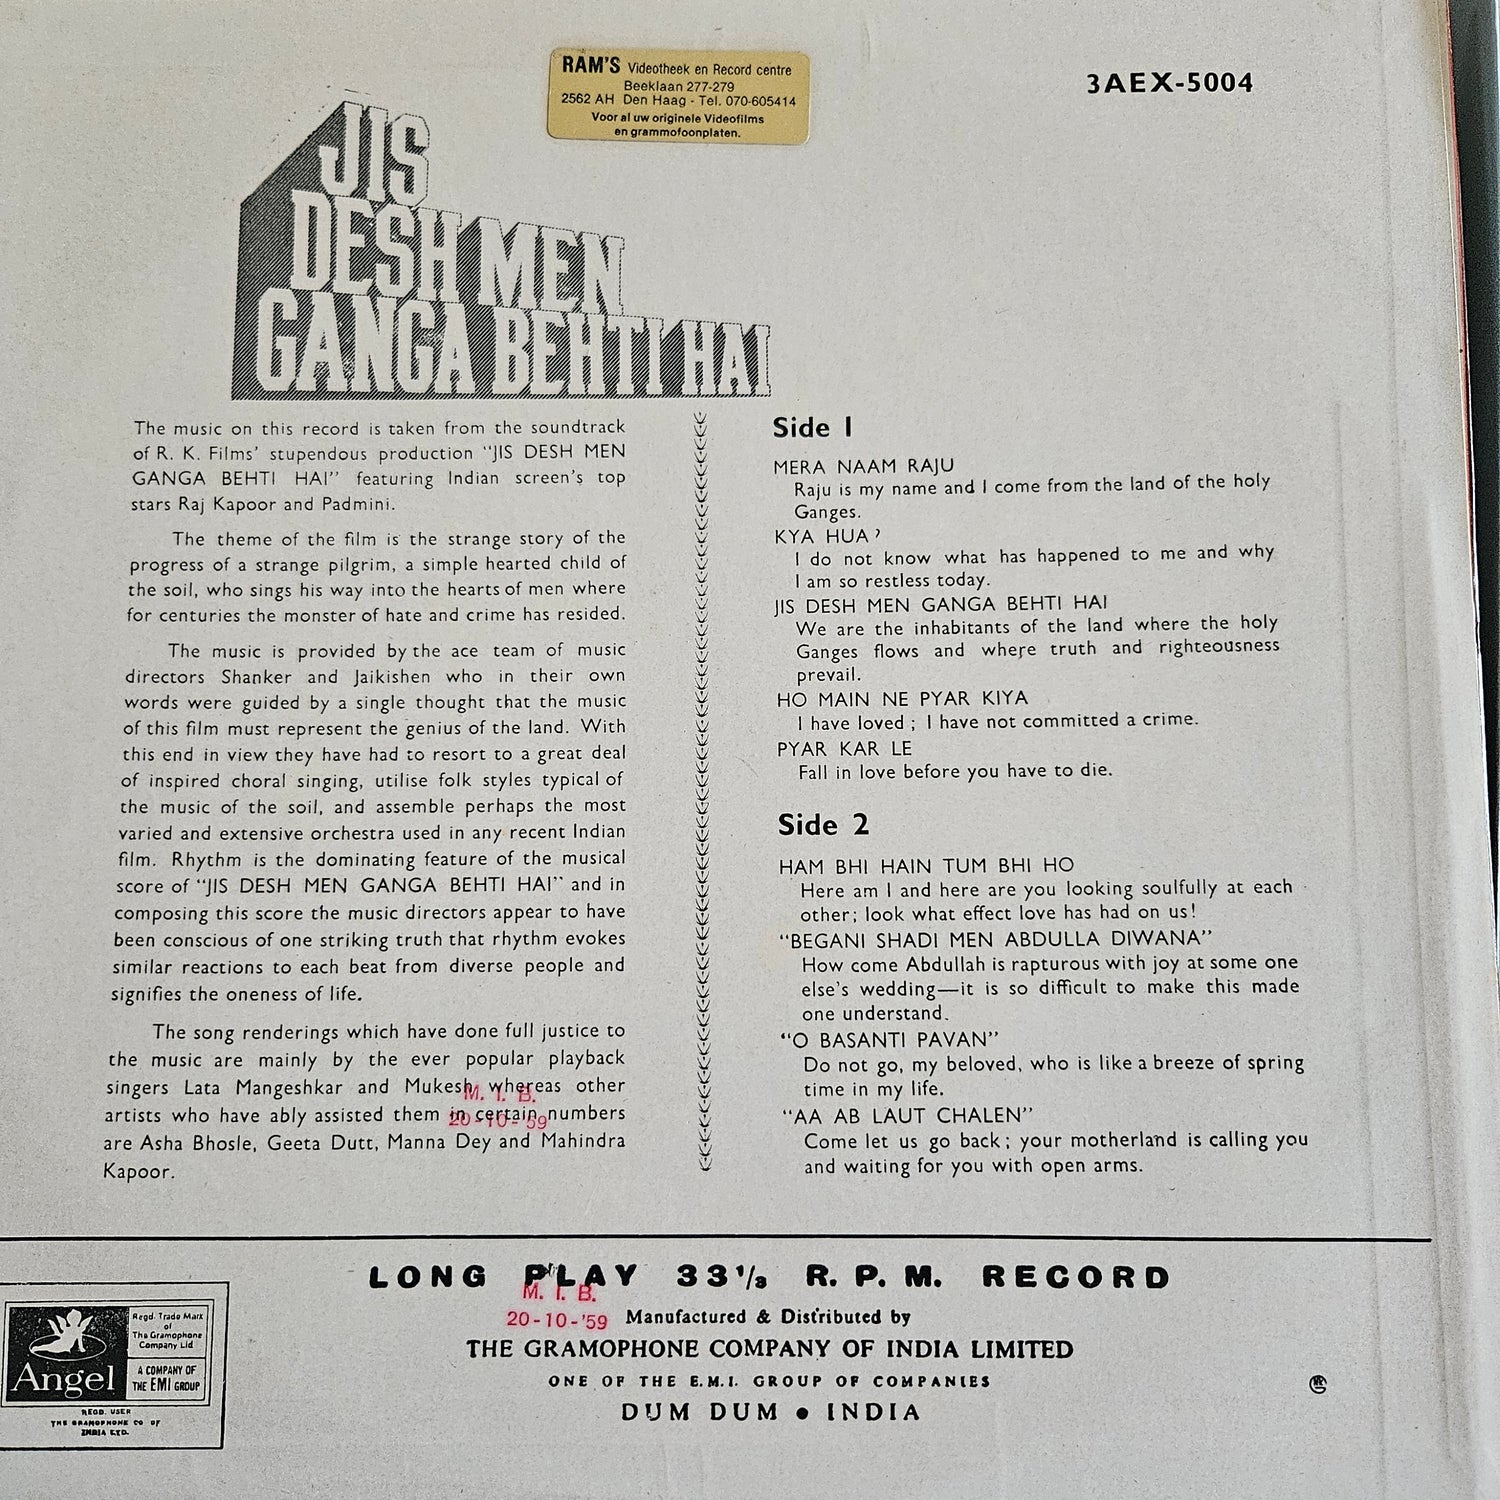 RAM'S Videotheek en Record centre
Beeklaan 277-279
2562 AH Den Haag - Tel. 070-605414
Voor al uw originele Videofilms
en grammofoonplaten.
3AEX-5004
JIS
DESH MEN
GANGA BEHTI HAI
The music on this record is taken from the soundtrack
of R. K. Films' stupendous production "JIS DESH MEN
GANGA BEHTI HAI" featuring Indian screen's top
stars Raj Kapoor and Padmini.
The theme of the film is the strange story of the
progress of a strange pilgrim, a simple hearted child of
the soil, who sings his way into the hearts of men where
for centuries the monster of hate and crime has resided.
The music is provided by the ace team of music
directors Shanker and Jaikishen who in their own
words were guided by a single thought that the music
of this film must represent the genius of the land. With
this end in view they have had to resort to a great deal
of inspired choral singing, utilise folk styles typical of
the music of the soil, and assemble perhaps the most
varied and extensive orchestra used in any recent Indian
film. Rhythm is the dominating feature of the musical
score of "JIS DESH MEN GANGA BEHTI HAI" and in
composing this score the music directors appear to have
been conscious of one striking truth that rhythm evokes
similar reactions to each beat from diverse people and
signifies the oneness of life.
The song renderings which have done full justice to
the music are mainly by the ever popular playback
singers Lata Mangeshkar and Mukesh whereas other
artists who have ably assisted them in certain numbers
are Asha Bhosle, Geeta Dutt, Manna Dey and Mahindra
Kapoor.
M. I. B.
20-10-'59
Side 1
MERA NAAM RAJU
Raju is my name and I come from the land of the holy
Ganges.
KYA HUA?
I do not know what has happened to me and why
I am so restless today.
JIS DESH MEN GANGA BEHTI HAI
We are the inhabitants of the land where the holy
Ganges flows and where truth and righteousness
prevail.
HO MAIN NE PYAR KIYA
I have loved ; I have not committed a crime.
PYAR KAR LE
Fall in love before you have to die.
Side 2
HAM BHI HAIN TUM BHI HO
Here am I and here are you looking soulfully at each
other; look what effect love has had on us!
"BEGANI SHADI MEN ABDULLA DIWANA"
How come Abdullah is rapturous with joy at some one
else's wedding—it is so difficult to make this made
one understand.
"O BASANTI PAVAN"
Do not go, my beloved, who is like a breeze of spring
time in my life.
"AA AB LAUT CHALEN"
Come let us go back; your motherland is calling you
and waiting for you with open arms.
LONG PLAY 33⅓ R. P. M. RECORD
M. I. B.
20-10-'59
Manufactured & Distributed by
THE GRAMOPHONE COMPANY OF INDIA LIMITED
ONE OF THE E.M.I. GROUP OF COMPANIES
DUM DUM ● INDIA
Angel
Regd. Trade Mark
of
The Gramophone
Company Ltd
A COMPANY OF
THE EMI GROUP
REGD. USER
THE GRAMOPHONE CO OF
INDIA LTD.